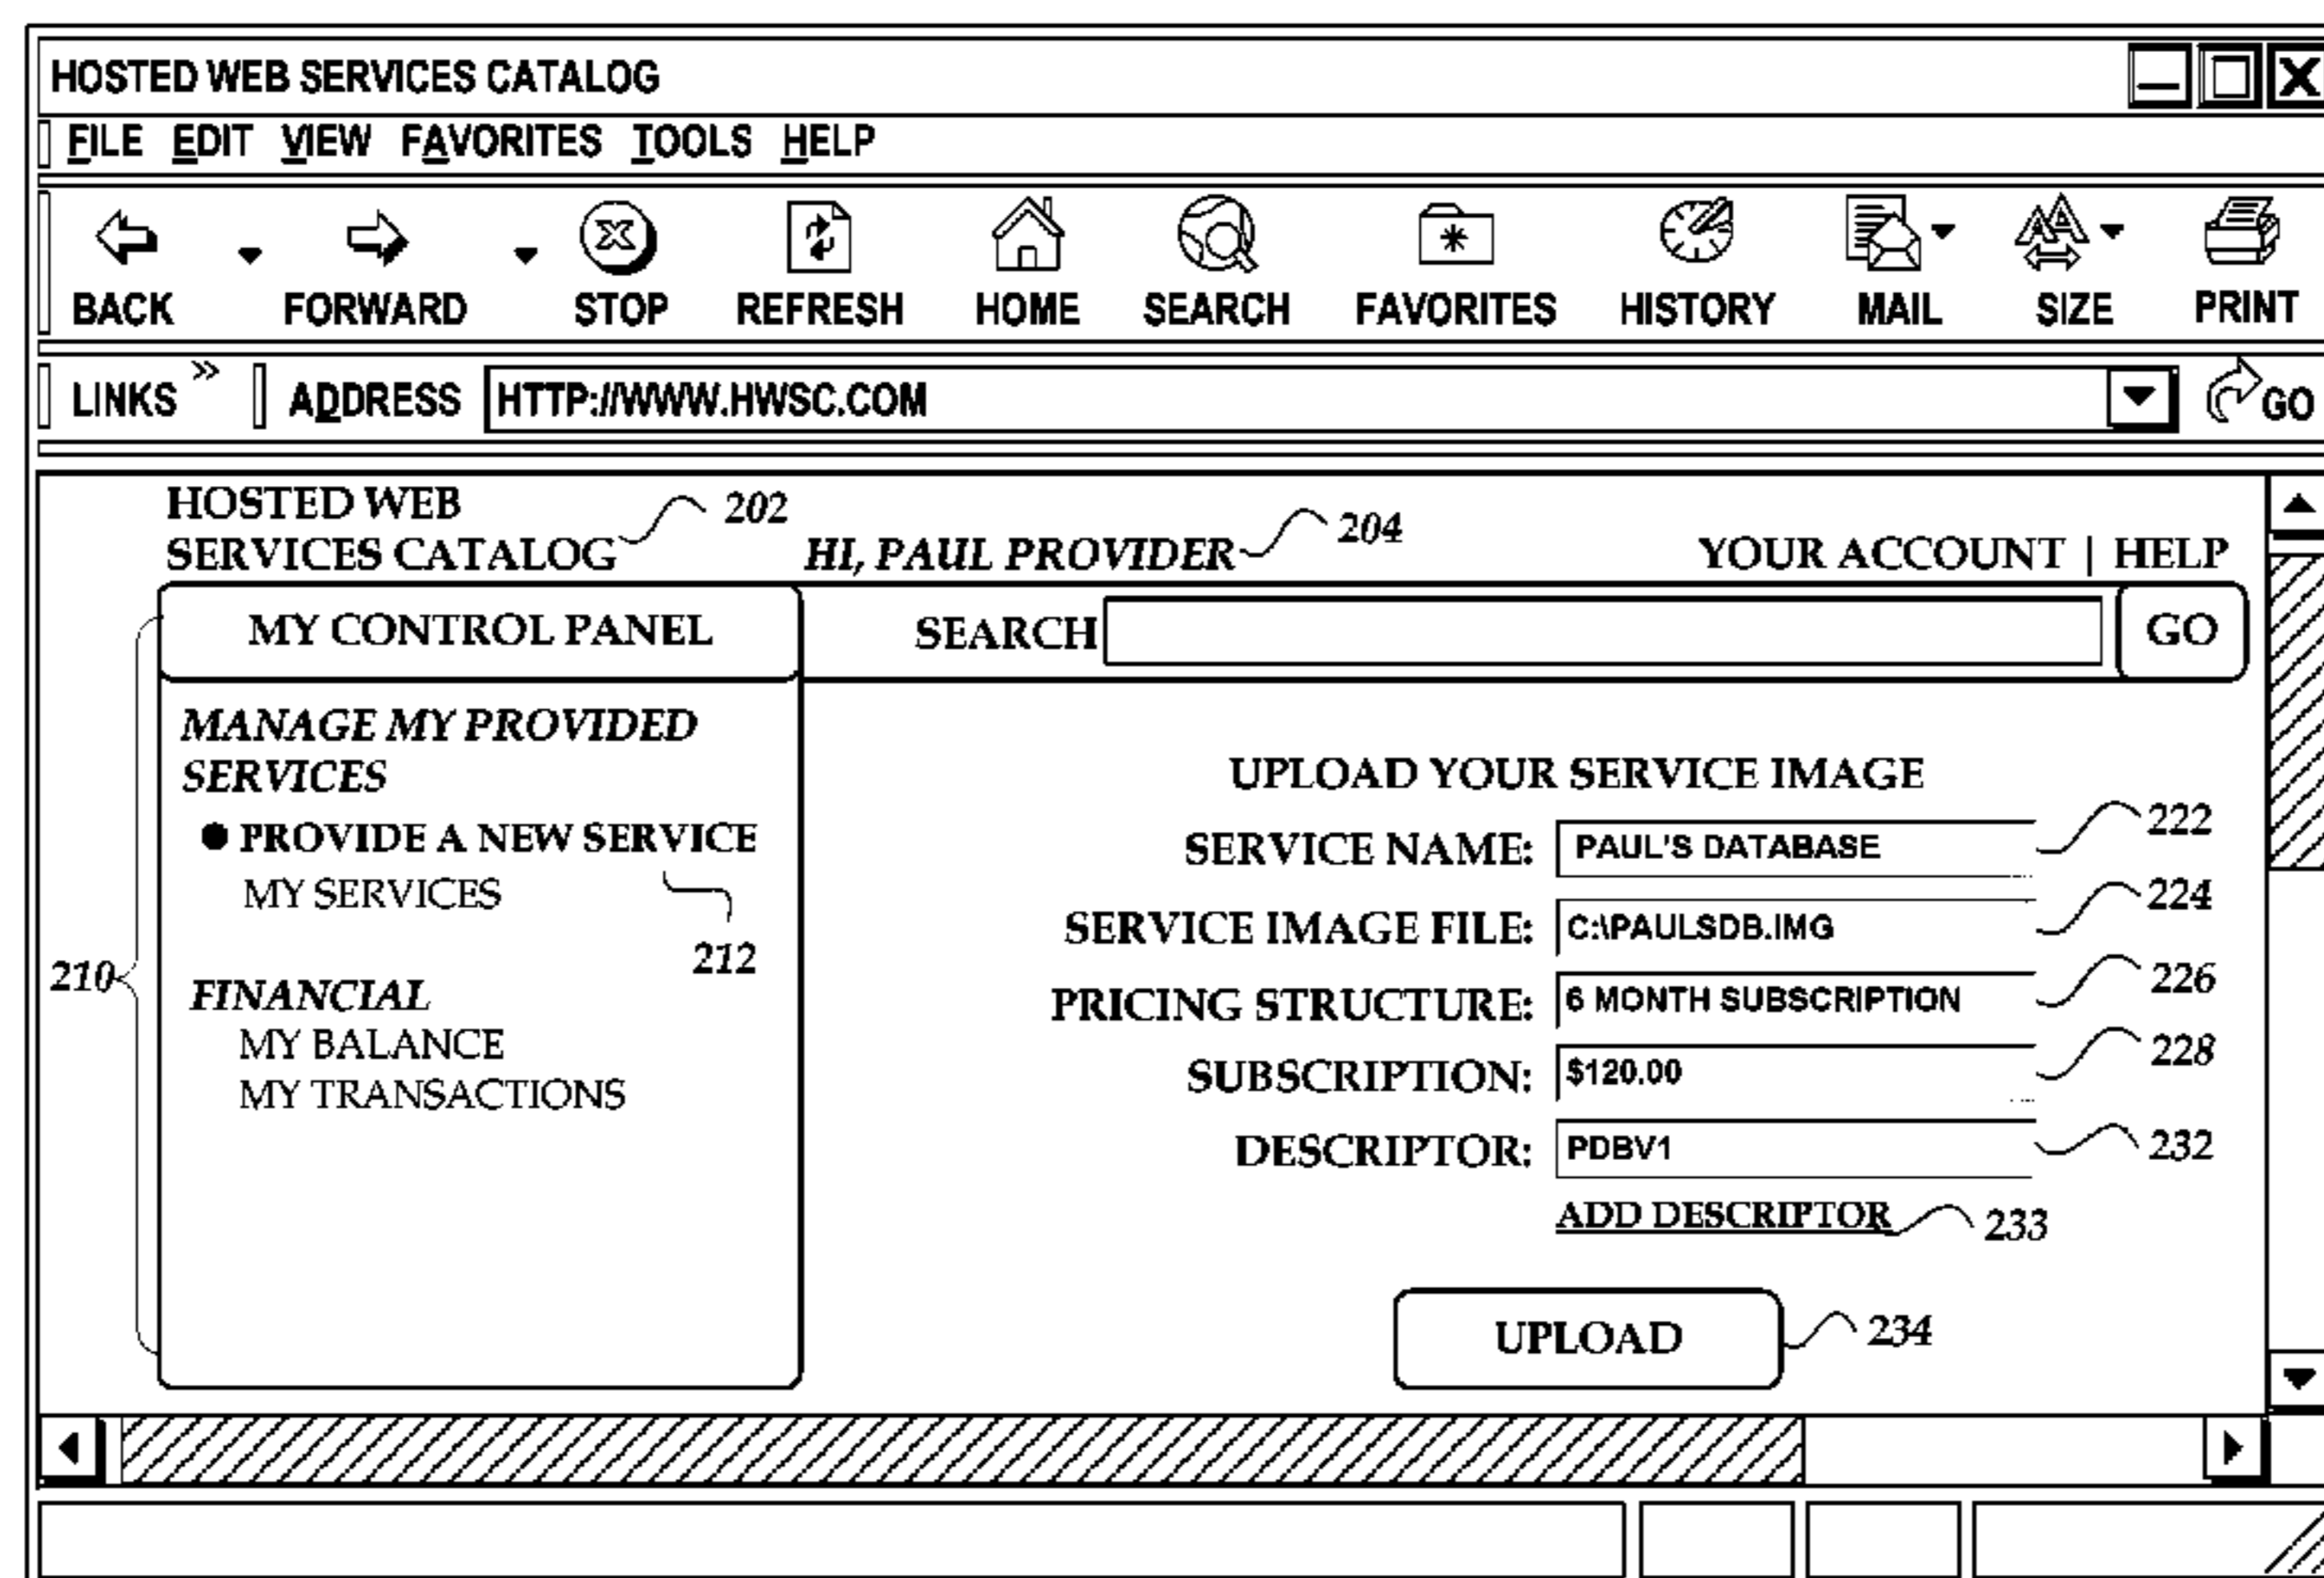 HOSTED WEB SERVICES CATALOG
FILE EDIT VIEW FAVORITES TOOLS HELP
BACK FORWARD STOP REFRESH HOME SEARCH FAVORITES HISTORY MAIL SIZE PRINT
LINKS » ADDRESS HTTP://WWW.HWSC.COM GO
HOSTED WEB
SERVICES CATALOG 202
HI, PAUL PROVIDER 204
YOUR ACCOUNT | HELP
MY CONTROL PANEL
SEARCH GO
MANAGE MY PROVIDED
SERVICES
● PROVIDE A NEW SERVICE
MY SERVICES
212
210
FINANCIAL
MY BALANCE
MY TRANSACTIONS
UPLOAD YOUR SERVICE IMAGE
SERVICE NAME: PAUL'S DATABASE 222
SERVICE IMAGE FILE: C:\PAULSDB.IMG 224
PRICING STRUCTURE: 6 MONTH SUBSCRIPTION 226
SUBSCRIPTION: $120.00 228
DESCRIPTOR: PDBV1 232
ADD DESCRIPTOR 233
UPLOAD 234